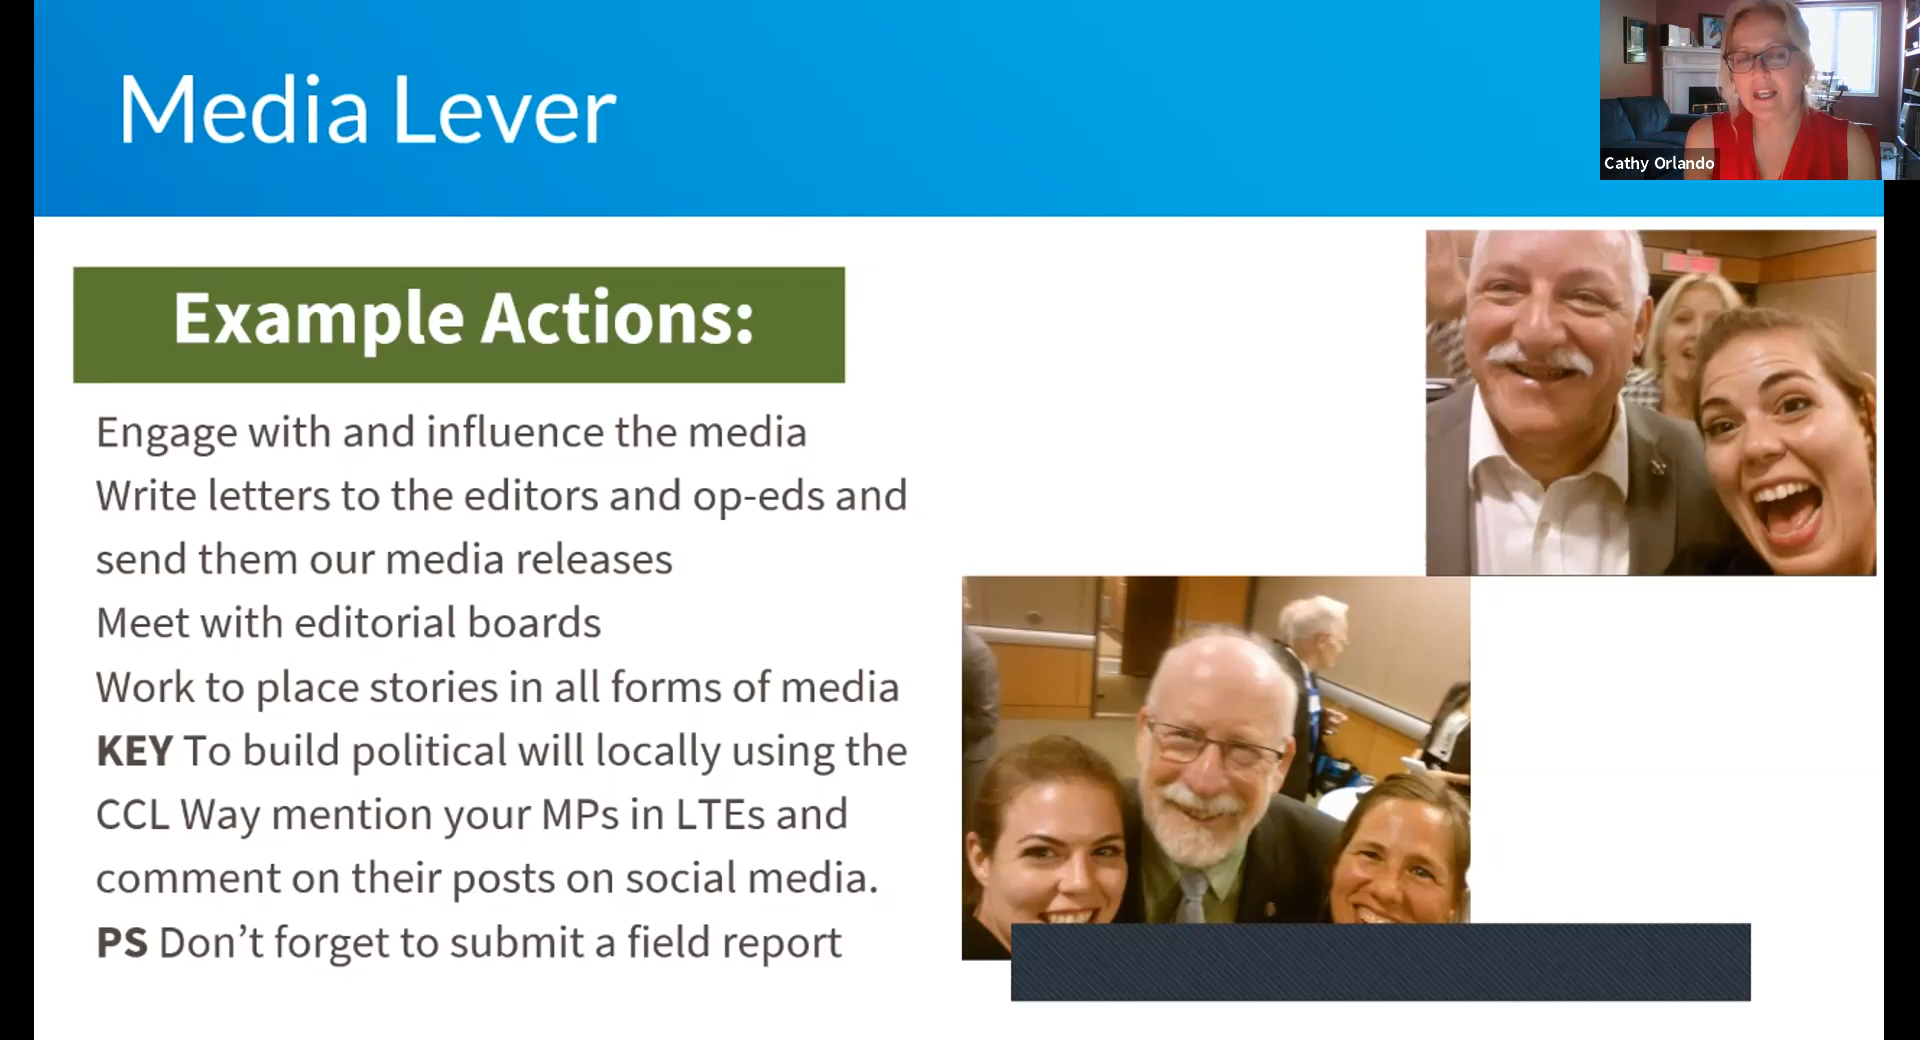 Media Lever
Cathy Orlando
Example Actions:
Engage with and influence the media
Write letters to the editors and op-eds and
send them our media releases
Meet with editorial boards
Work to place stories in all forms of media
KEY To build political will locally using the
CCL Way mention your MPs in LTEs and
comment on their posts on social media.
PS Don’t forget to submit a field report